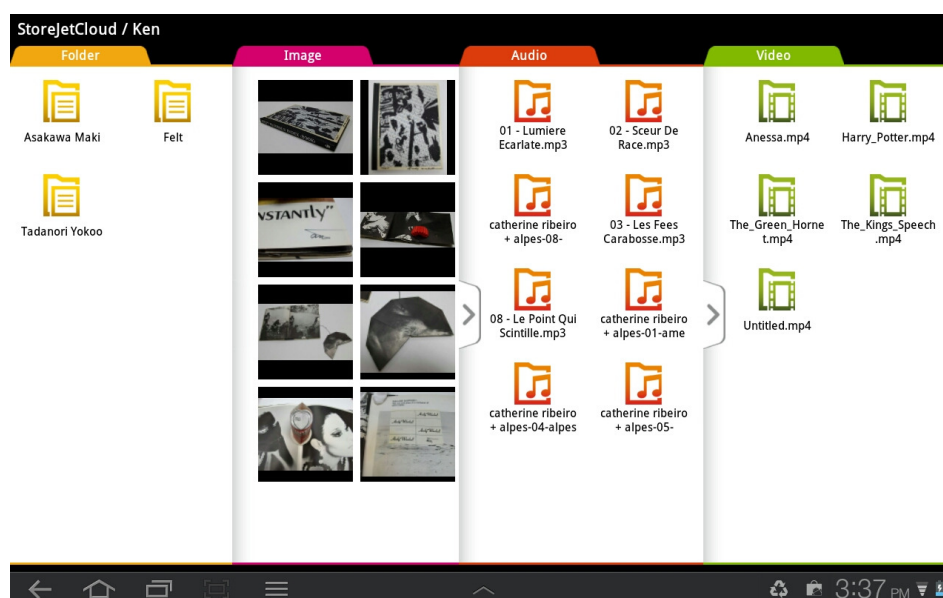 StoreJetCloud / Ken
Folder
Image
Audio
Video
Asakawa Maki
Felt
Tadanori Yokoo
NSTANTly"
01 - Lumiere
Ecarlate.mp3
02 - Sceur De
Race.mp3
catherine ribeiro
+ alpes-08-
03 - Les Fees
Carabosse.mp3
08 - Le Point Qui
Scintille.mp3
catherine ribeiro
+ alpes-01-ame
catherine ribeiro
+ alpes-04-alpes
catherine ribeiro
+ alpes-05-
Anessa.mp4
Harry_Potter.mp4
The_Green_Horne
t.mp4
The_Kings_Speech
.mp4
Untitled.mp4
3:37 PM